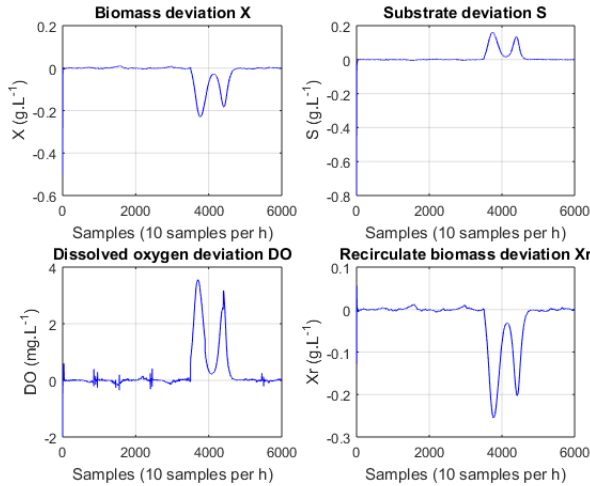 Biomass deviation X
0.2
0
-0.2
-0.4
-0.6
X (g.L⁻¹)
0 2000 4000 6000
Samples (10 samples per h)
Substrate deviation S
0.2
0
-0.2
-0.4
-0.6
-0.8
S (g.L⁻¹)
0 2000 4000 6000
Samples (10 samples per h)
Dissolved oxygen deviation DO
4
2
0
-2
DO (mg.L⁻¹)
0 2000 4000 6000
Samples (10 samples per h)
Recirculate biomass deviation Xr
0.1
0
-0.1
-0.2
-0.3
Xr (g.L⁻¹)
0 2000 4000 6000
Samples (10 samples per h)